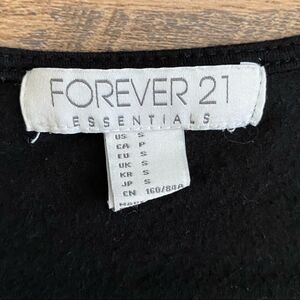 FOREVER 21
ESSENTIALS
US S
CA P
EU S
UK S
KR S
JP S
CN 160/84A